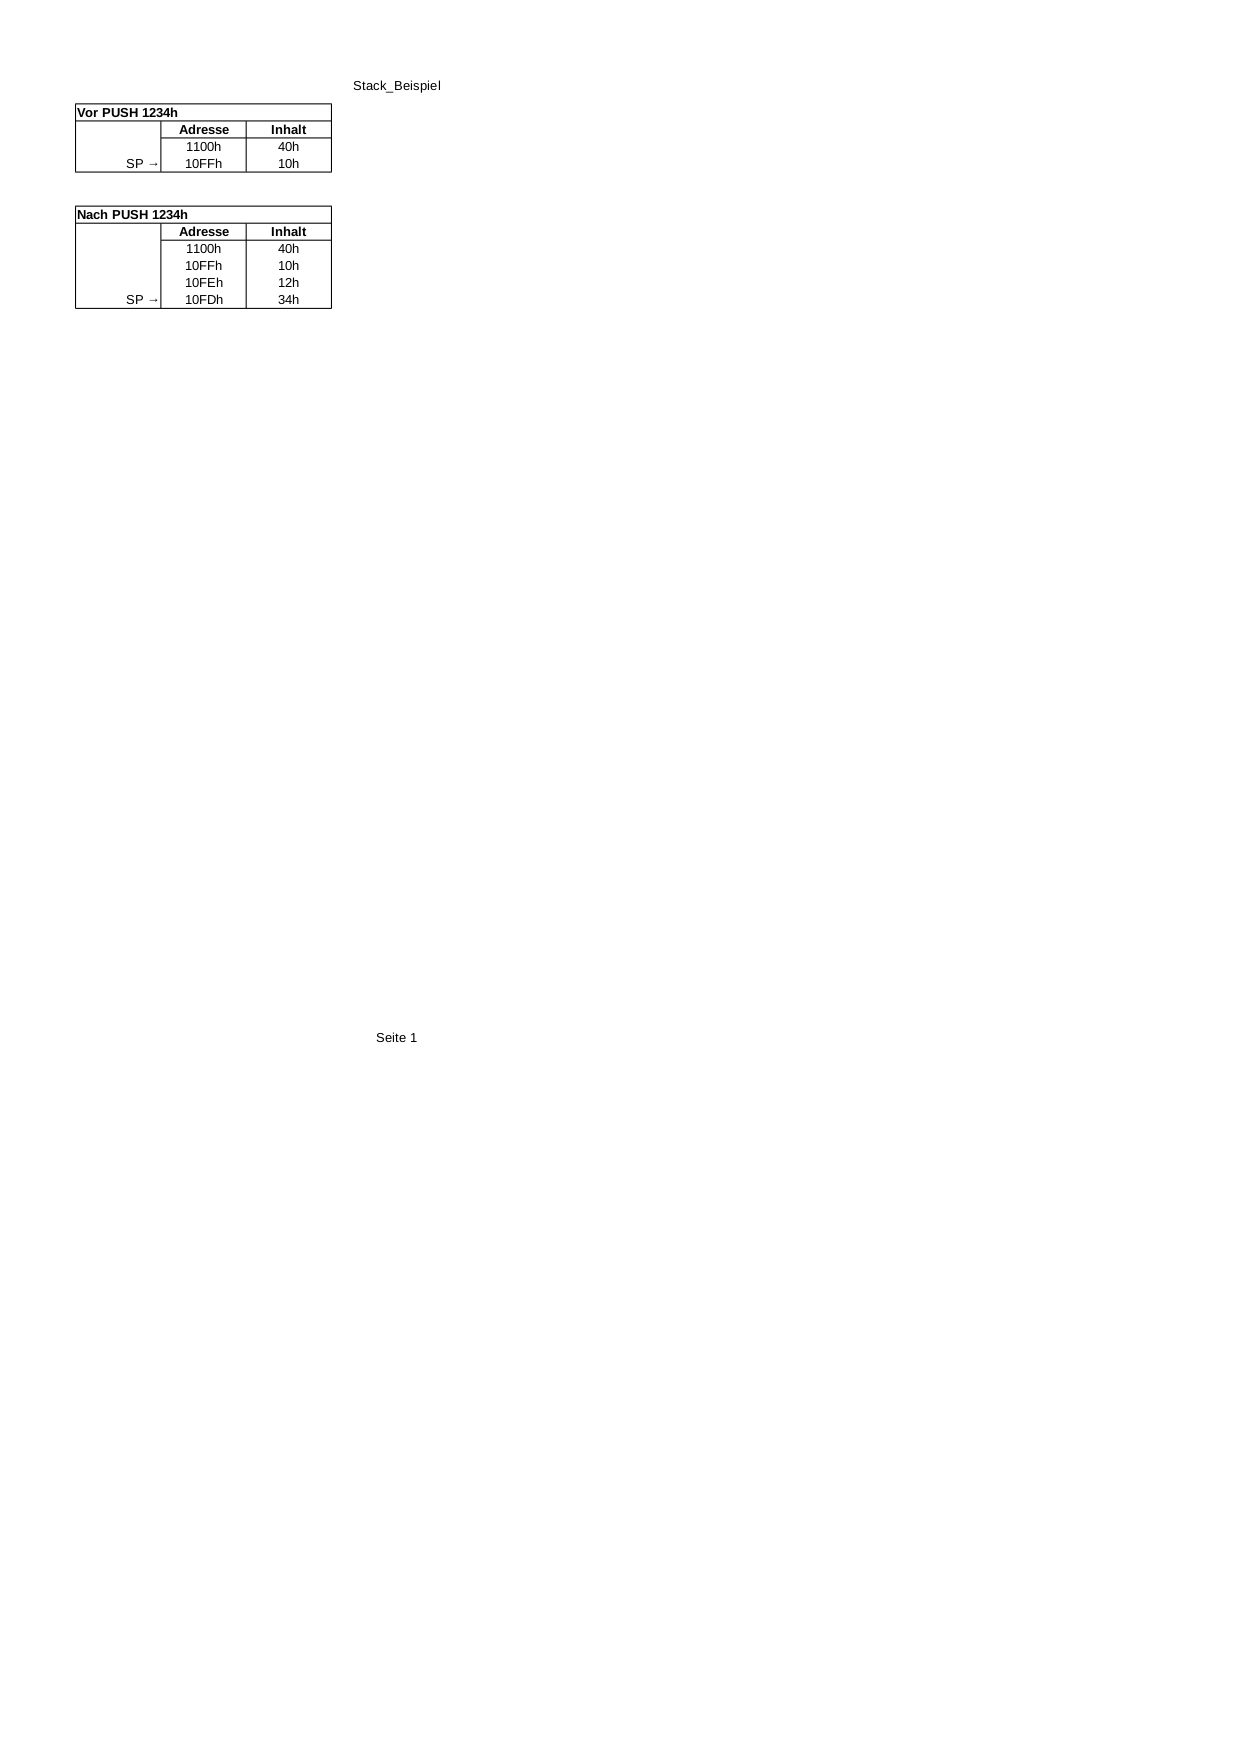 Stack_Beispiel
Vor PUSH 1234h
Adresse Inhalt
1100h 40h
SP → 10FFh 10h
Nach PUSH 1234h
Adresse Inhalt
1100h 40h
10FFh 10h
10FEh 12h
SP → 10FDh 34h
Seite 1